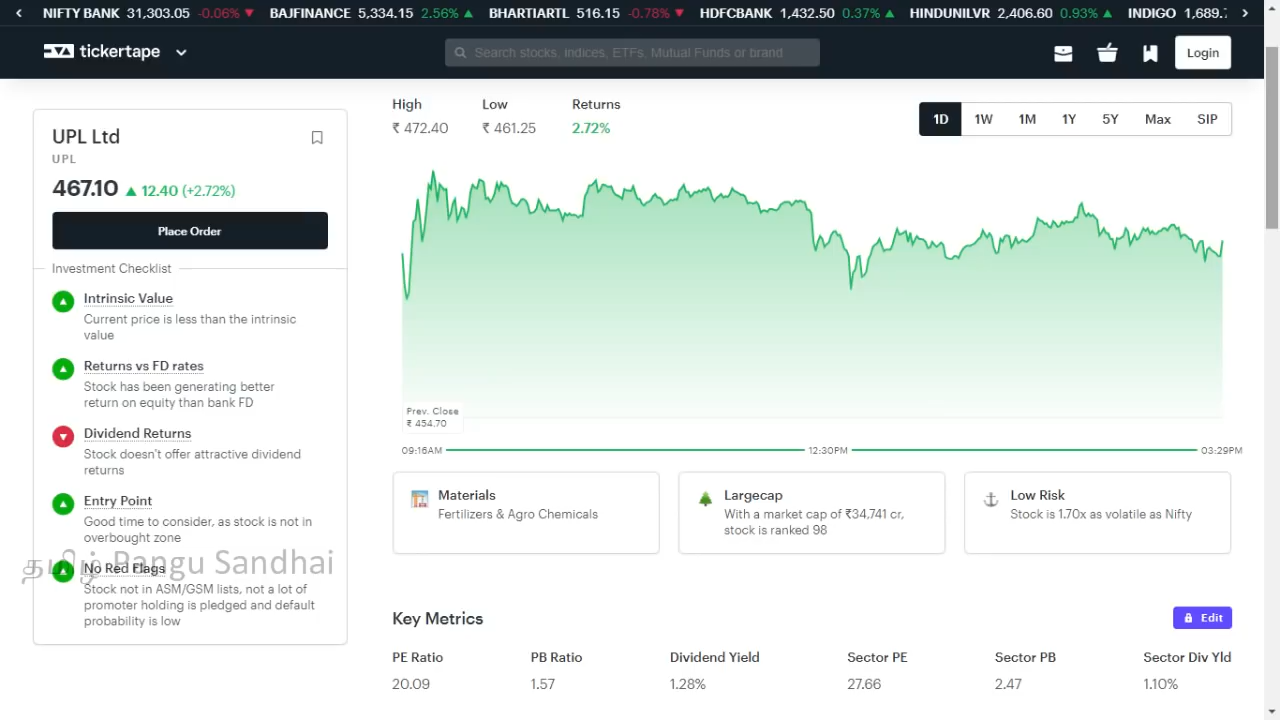 NIFTY BANK 31,303.05 -0.06% ▼ BAJFINANCE 5,334.15 2.56% ▲ BHARTIARTL 516.15 -0.78% ▼ HDFCBANK 1,432.50 0.37% ▲ HINDUNILVR 2,406.60 0.93% ▲ INDIGO 1,689.
tickertape
Search stocks, indices, ETFs, Mutual Funds or brand
Login
UPL Ltd
UPL
467.10 ▲ 12.40 (+2.72%)
Place Order
Investment Checklist
Intrinsic Value
Current price is less than the intrinsic
value
Returns vs FD rates
Stock has been generating better
return on equity than bank FD
Dividend Returns
Stock doesn't offer attractive dividend
returns
Entry Point
Good time to consider, as stock is not in
overbought zone
No Red Flags
Stock not in ASM/GSM lists, not a lot of
promoter holding is pledged and default
probability is low
தமிழ் Pangu Sandhai
High Low Returns
₹ 472.40 ₹ 461.25 2.72%
1D 1W 1M 1Y 5Y Max SIP
Prev. Close
₹ 454.70
09:16AM 12:30PM 03:29PM
Materials
Fertilizers & Agro Chemicals
Largecap
With a market cap of ₹34,741 cr,
stock is ranked 98
Low Risk
Stock is 1.70x as volatile as Nifty
Key Metrics
Edit
PE Ratio PB Ratio Dividend Yield Sector PE Sector PB Sector Div Yld
20.09 1.57 1.28% 27.66 2.47 1.10%